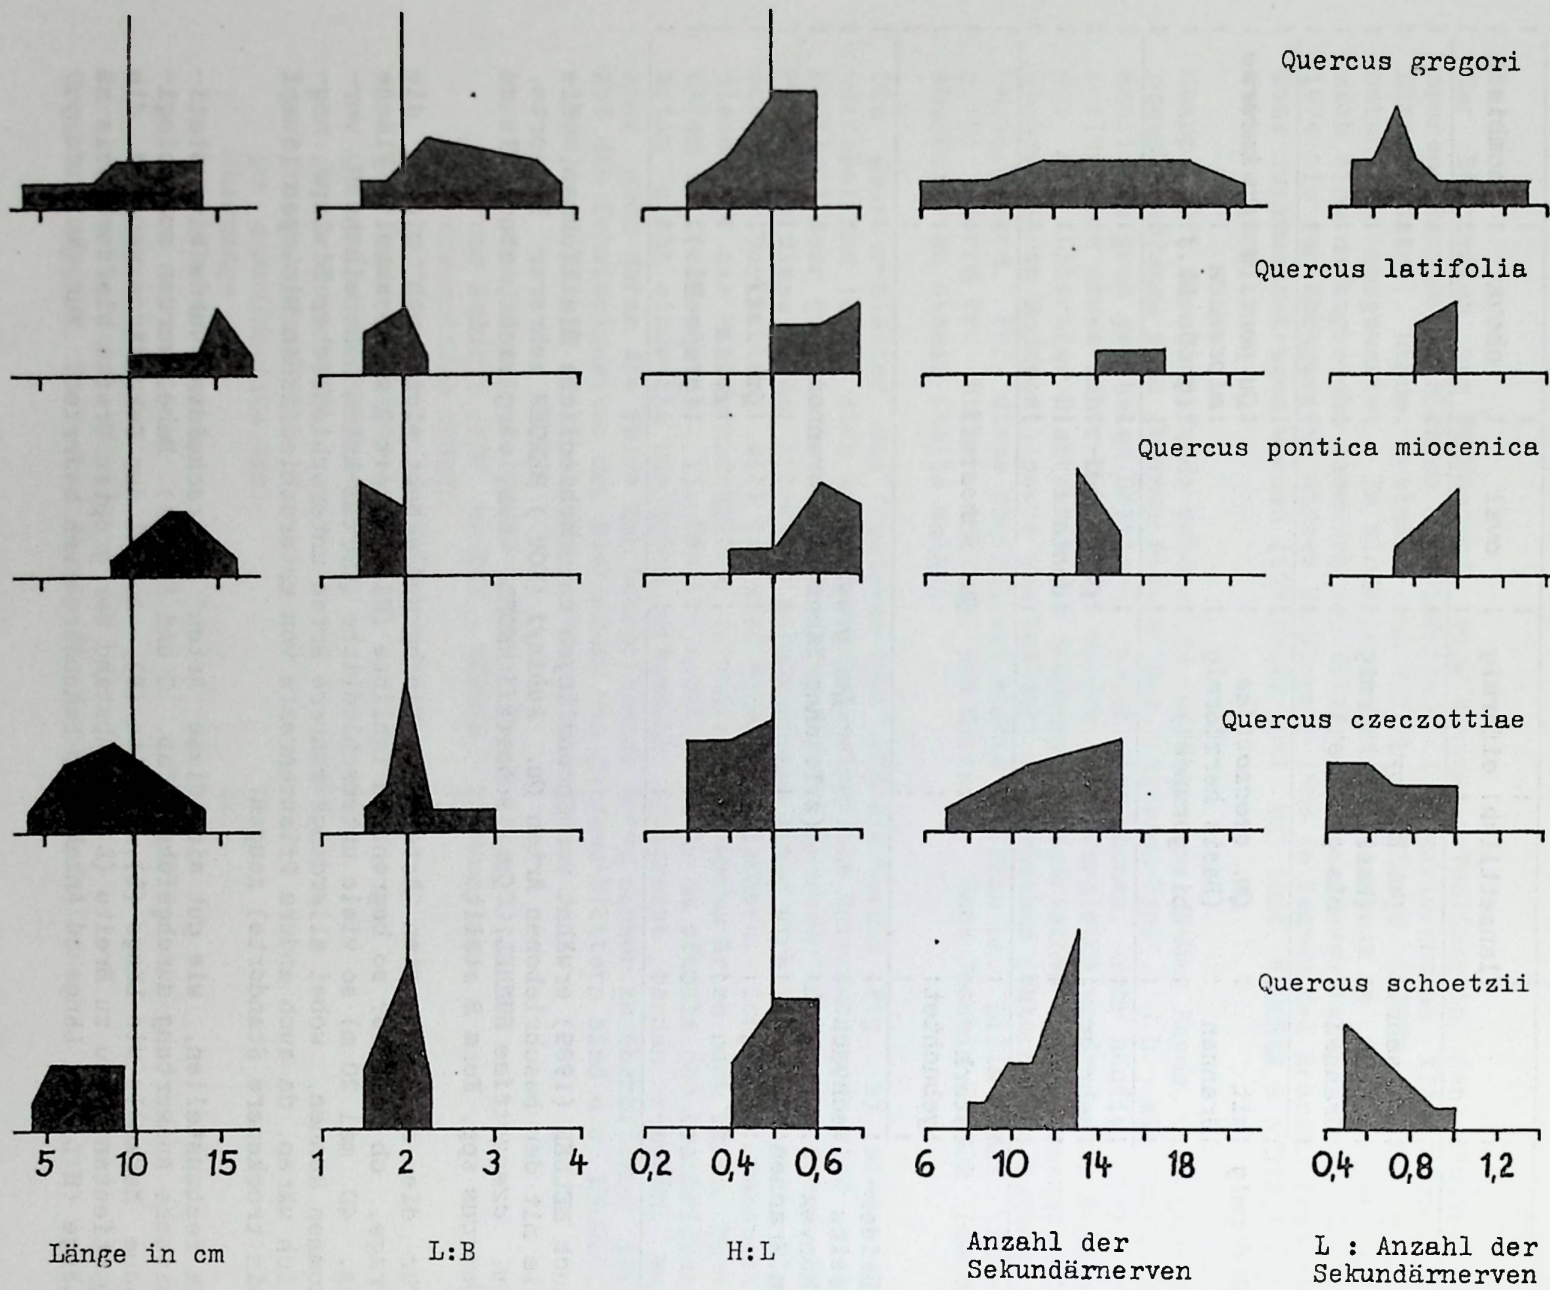 Quercus gregori
Quercus latifolia
Quercus pontica miocenica
Quercus czeczottiae
Quercus schoetzii
5 10 15 1 2 3 4 0,2 0,4 0,6 6 10 14 18 0,4 0,8 1,2
Länge in cm
L:B
H:L
Anzahl der
Sekundärnerven
L : Anzahl der
Sekundärnerven